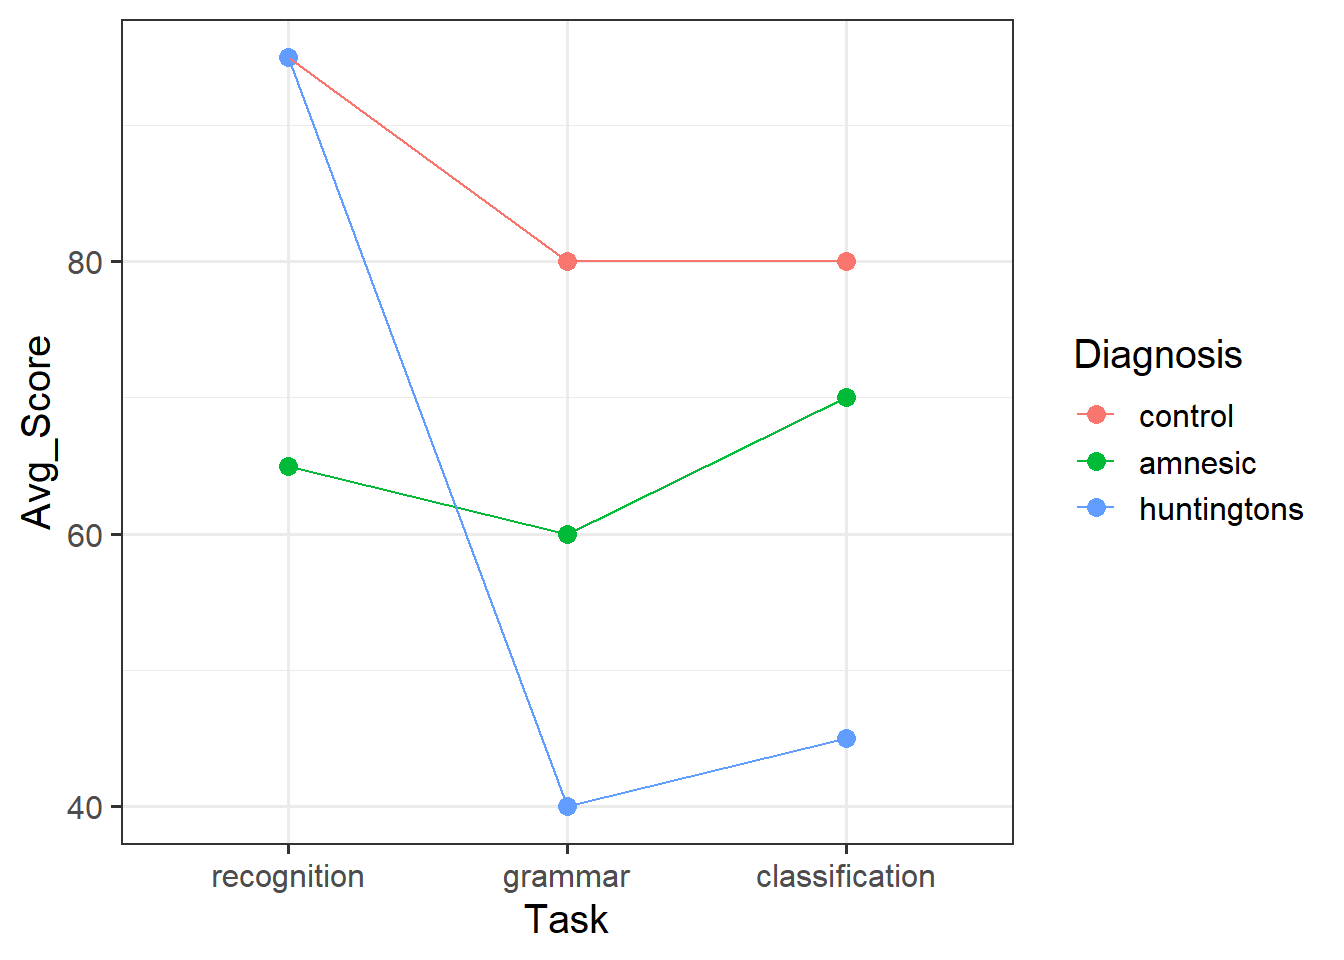 Avg_Score
80
60
40
recognition grammar classification
Task
Diagnosis
control
amnesic
huntingtons